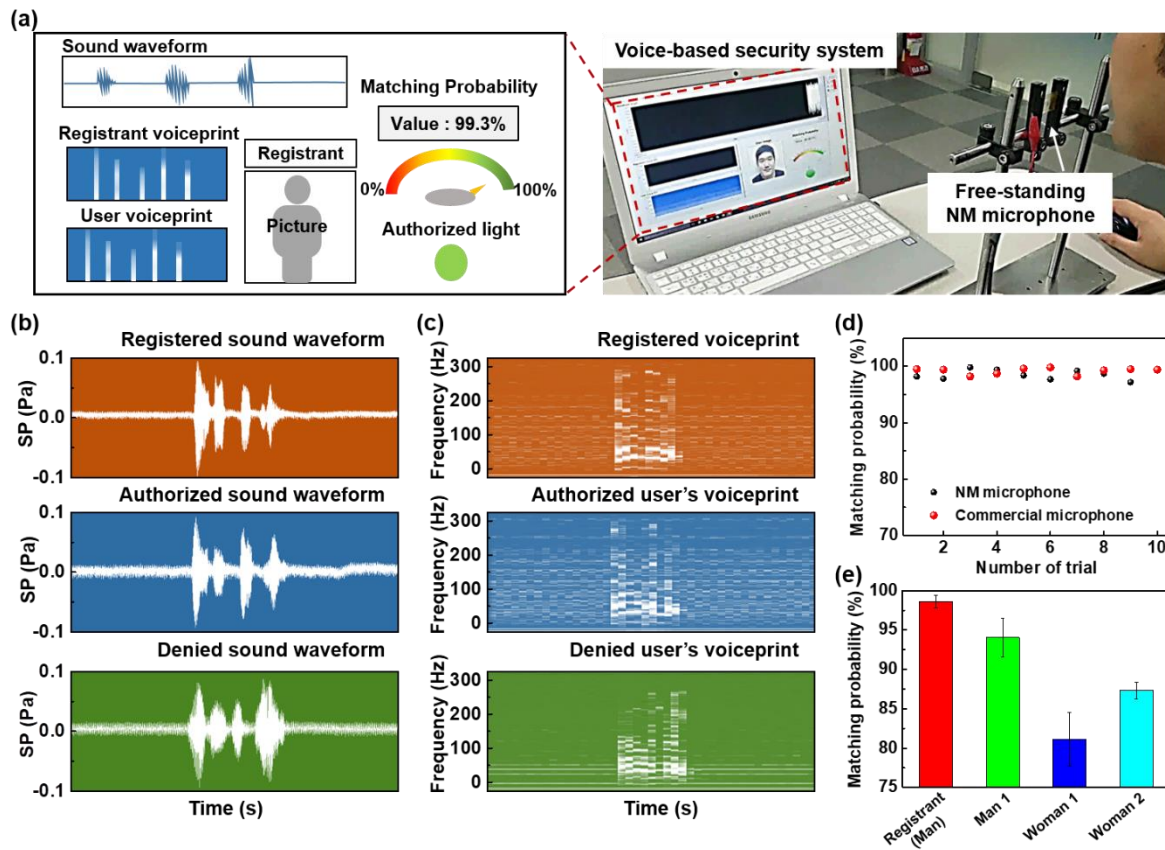 (a)
Sound waveform
Matching Probability
Value : 99.3%
Registrant voiceprint
Registrant
0%
100%
User voiceprint
Picture
Authorized light
Voice-based security system
SAMSUNG
Free-standing
NM microphone
(b)
Registered sound waveform
0.1
0.0
-0.1
SP (Pa)
Authorized sound waveform
0.1
0.0
-0.1
SP (Pa)
Denied sound waveform
0.1
0.0
-0.1
SP (Pa)
Time (s)
(c)
Registered voiceprint
300
200
100
0
Frequency (Hz)
Authorized user's voiceprint
300
200
100
0
Frequency (Hz)
Denied user's voiceprint
300
200
100
0
Frequency (Hz)
Time (s)
(d)
100
90
80
70
Matching probability (%)
NM microphone
Commercial microphone
2 4 6 8 10
Number of trial
(e)
100
95
90
85
80
75
Matching probability (%)
Registrant
(Man)
Man 1
Woman 1
Woman 2